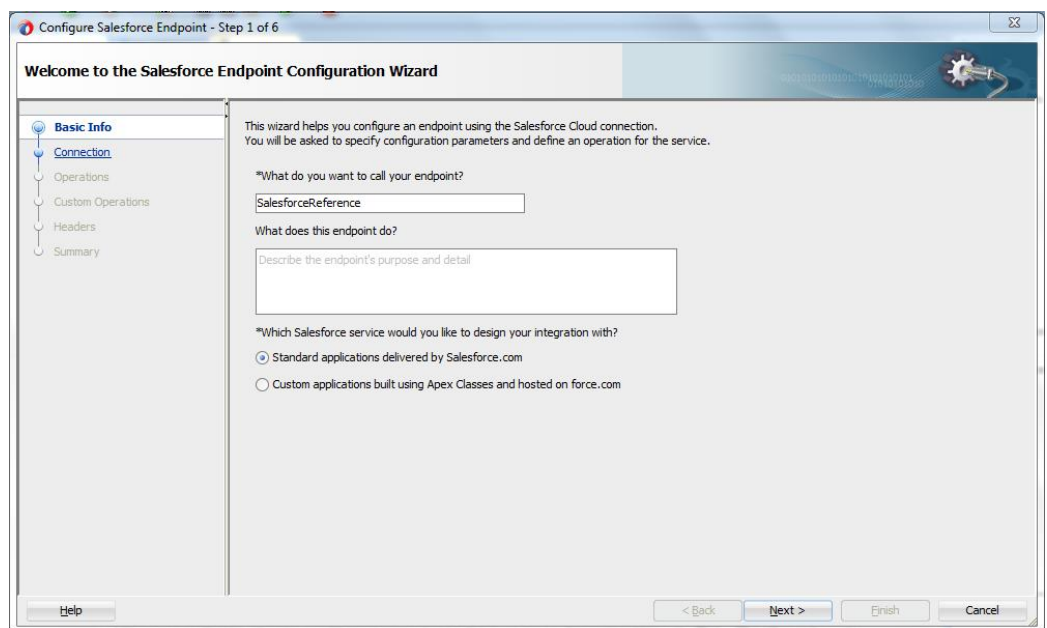 Configure Salesforce Endpoint - Step 1 of 6
Welcome to the Salesforce Endpoint Configuration Wizard
Basic Info
Connection
Operations
Custom Operations
Headers
Summary
This wizard helps you configure an endpoint using the Salesforce Cloud connection.
You will be asked to specify configuration parameters and define an operation for the service.
*What do you want to call your endpoint?
SalesforceReference
What does this endpoint do?
Describe the endpoint's purpose and detail
*Which Salesforce service would you like to design your integration with?
Standard applications delivered by Salesforce.com
Custom applications built using Apex Classes and hosted on force.com
Help
< Back
Next >
Finish
Cancel